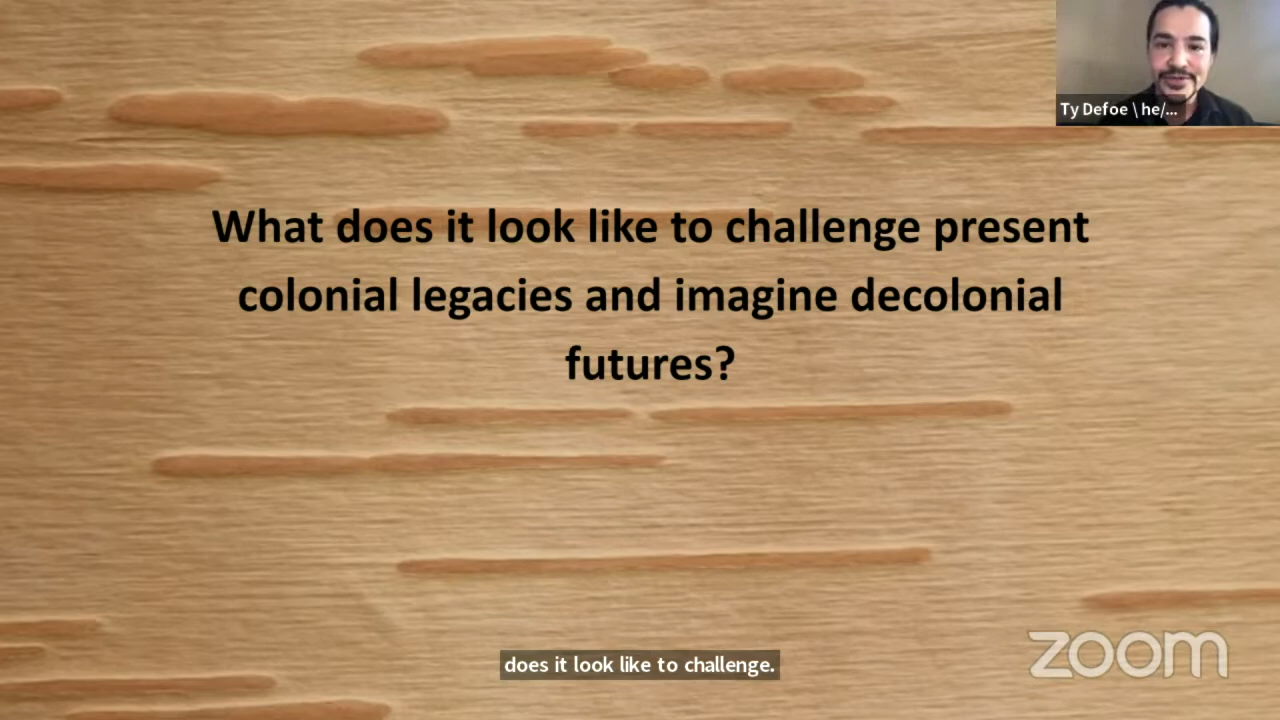 Ty Defoe \ he/...
What does it look like to challenge present
colonial legacies and imagine decolonial
futures?
does it look like to challenge.
zoom